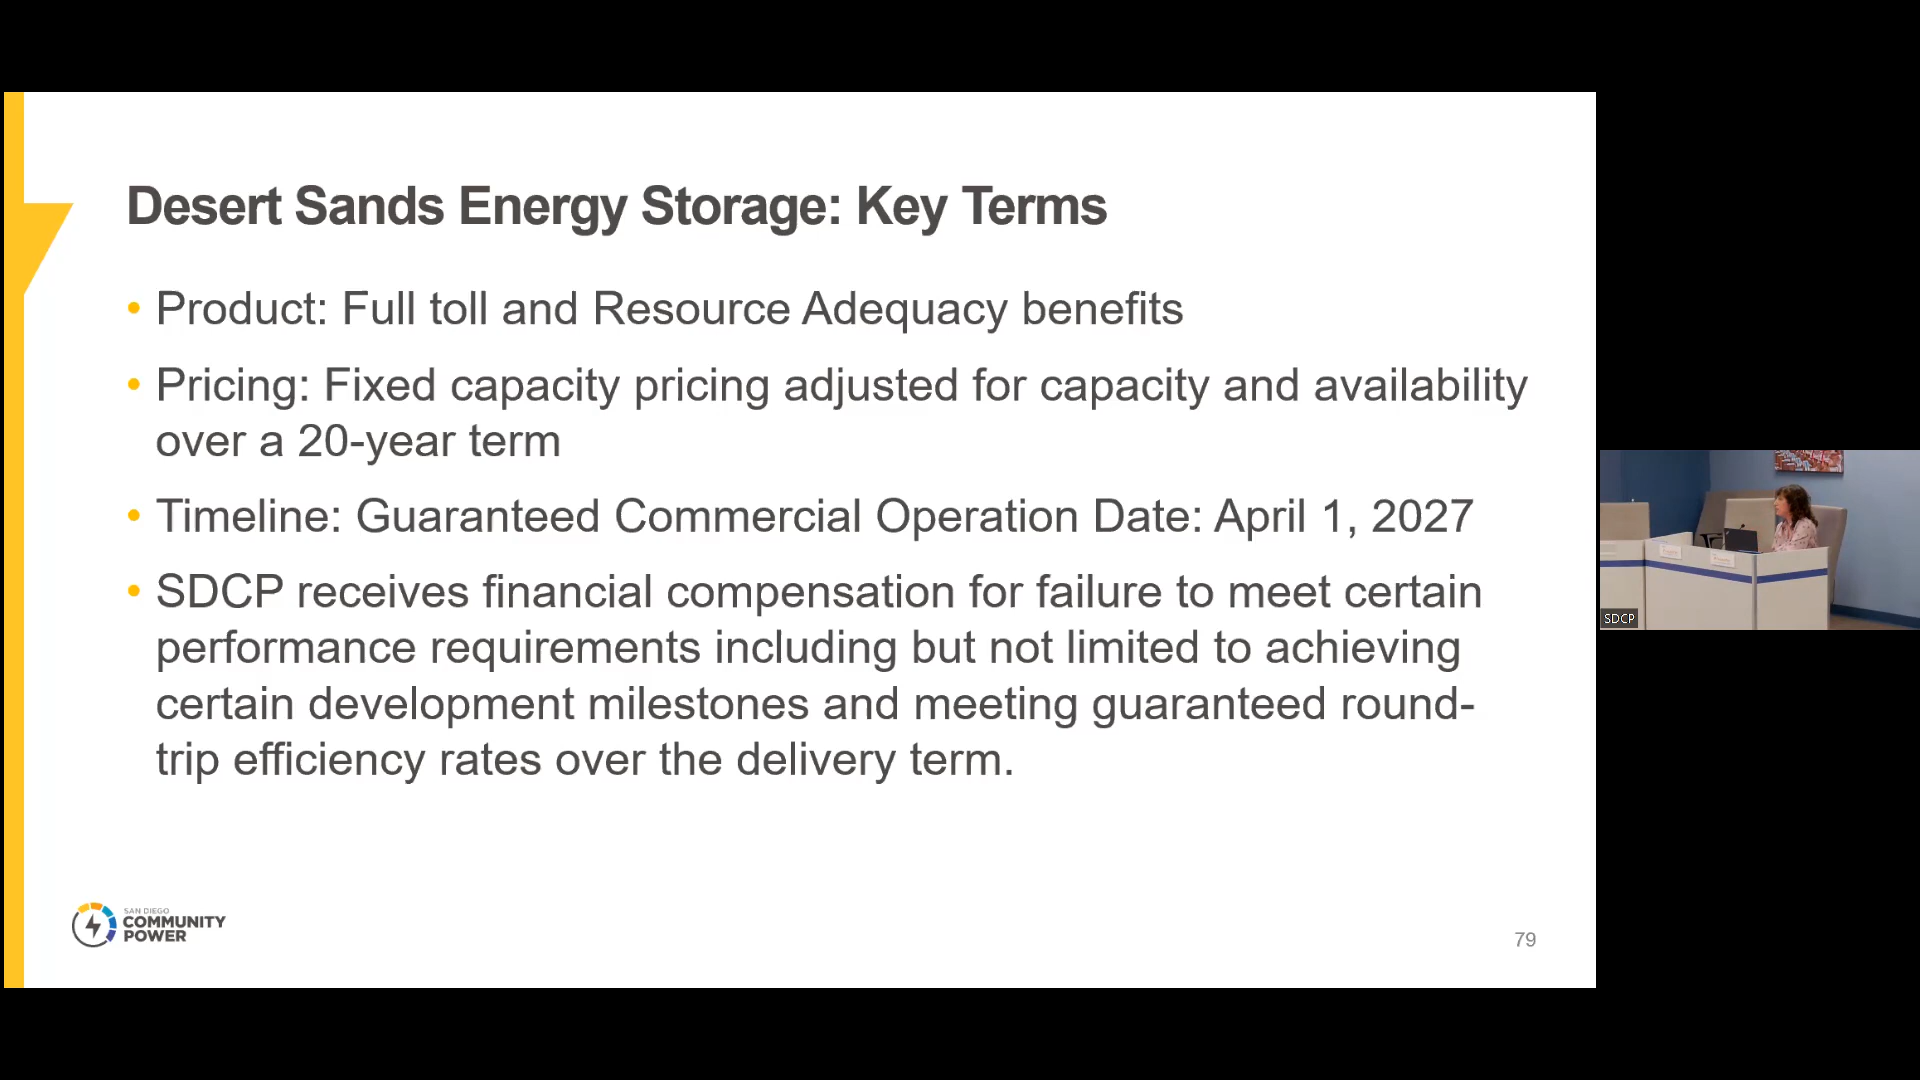 Desert Sands Energy Storage: Key Terms
• Product: Full toll and Resource Adequacy benefits
• Pricing: Fixed capacity pricing adjusted for capacity and availability
over a 20-year term
• Timeline: Guaranteed Commercial Operation Date: April 1, 2027
• SDCP receives financial compensation for failure to meet certain
performance requirements including but not limited to achieving
certain development milestones and meeting guaranteed round-
trip efficiency rates over the delivery term.
SAN DIEGO
COMMUNITY
POWER
79
SDCP